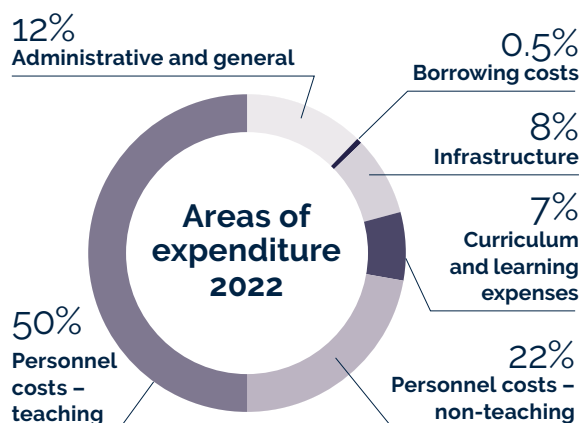 12%
Administrative and general
0.5%
Borrowing costs
8%
Infrastructure
7%
Curriculum
and learning
expenses
Areas of
expenditure
2022
50%
Personnel
costs –
teaching
22%
Personnel costs –
non-teaching